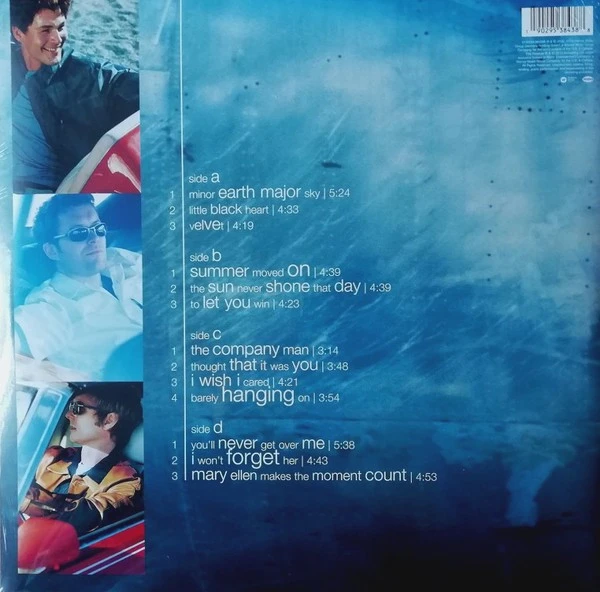 1 90295 38438 8
side a
1 minor earth major sky | 5:24
2 little black heart | 4:33
3 velvet | 4:19
side b
1 summer moved on | 4:39
2 the sun never shone that day | 4:39
3 to let you win | 4:23
side c
1 the company man | 3:14
2 thought that it was you | 3:48
3 i wish i cared | 4:21
4 barely hanging on | 3:54
side d
1 you'll never get over me | 5:38
2 i won't forget her | 4:43
3 mary ellen makes the moment count | 4:53